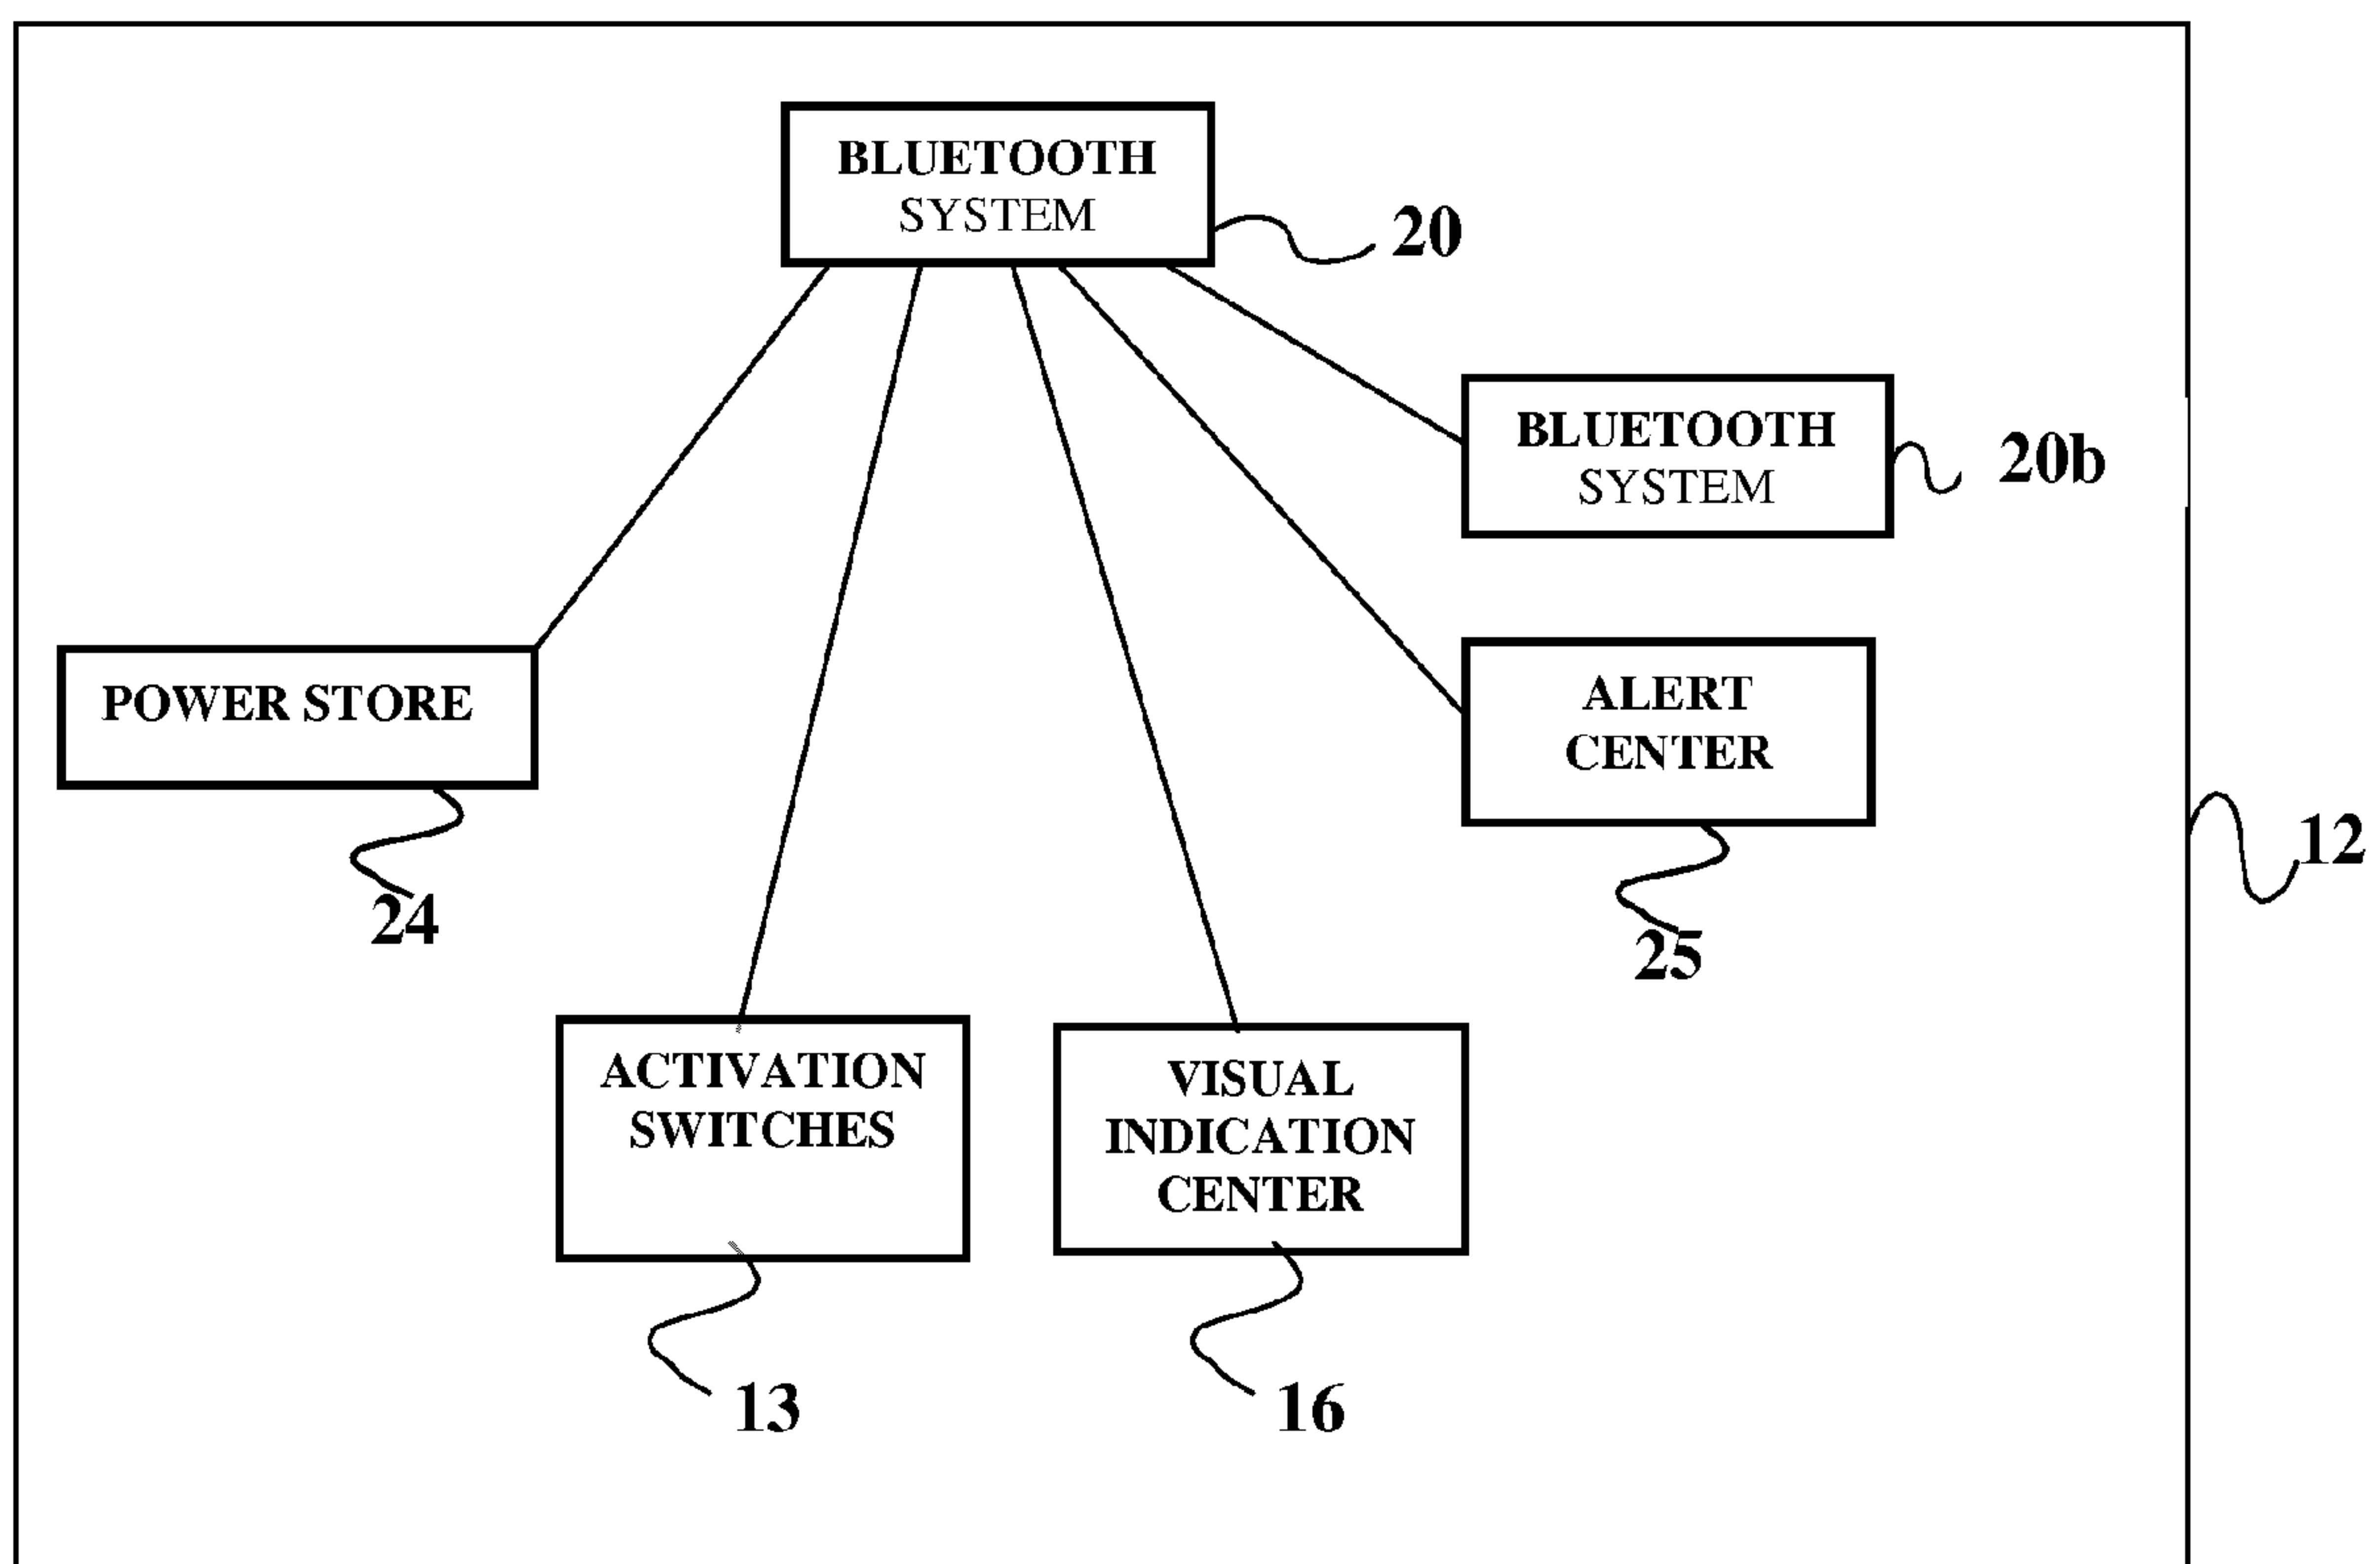 BLUETOOTH
SYSTEM
20
BLUETOOTH
SYSTEM
20b
POWER STORE
24
ALERT
CENTER
25
12
ACTIVATION
SWITCHES
13
VISUAL
INDICATION
CENTER
16